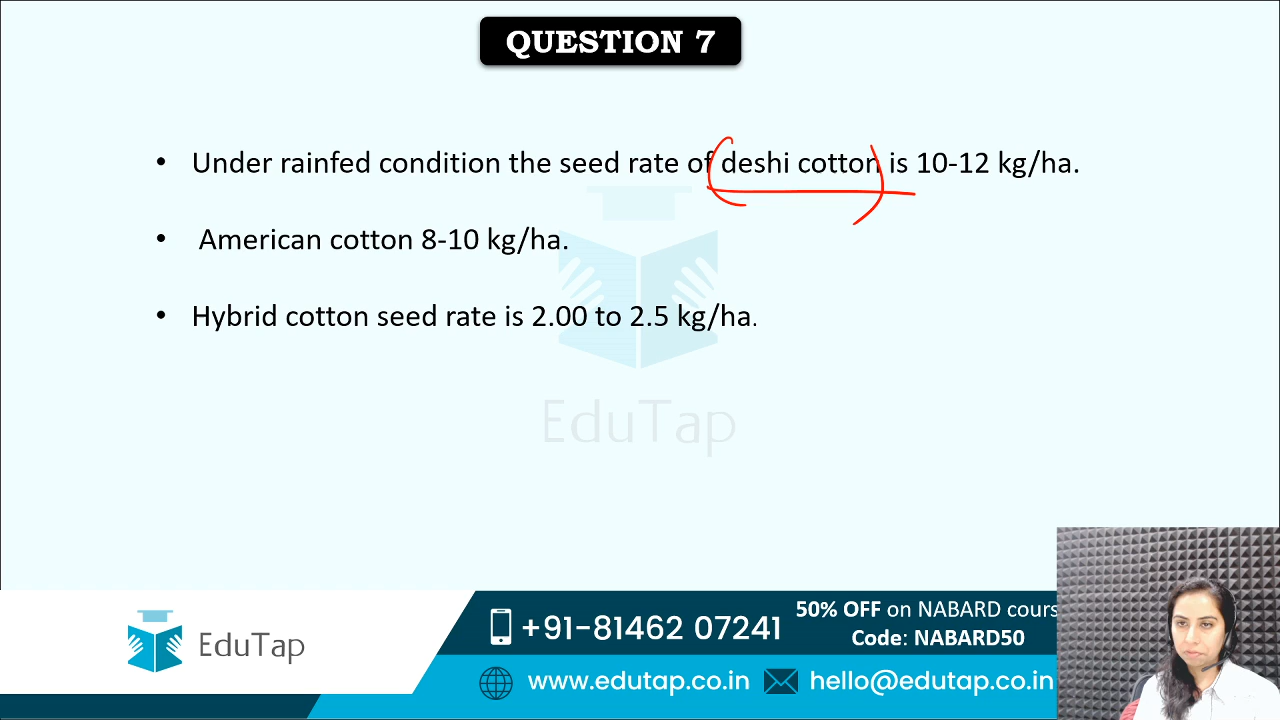 QUESTION 7
• Under rainfed condition the seed rate of deshi cotton is 10-12 kg/ha.
• American cotton 8-10 kg/ha.
• Hybrid cotton seed rate is 2.00 to 2.5 kg/ha.
EduTap
EduTap
+91-81462 07241
50% OFF on NABARD cours
Code: NABARD50
www.edutap.co.in
hello@edutap.co.in